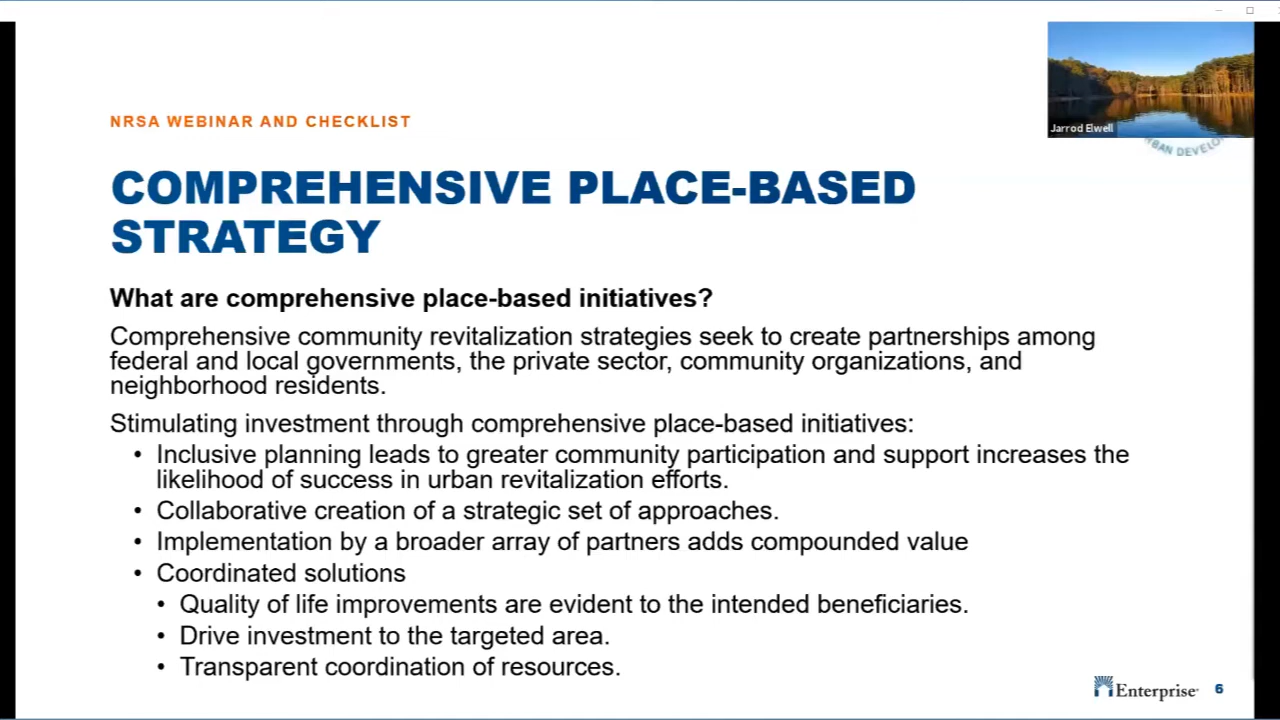 NRSA WEBINAR AND CHECKLIST
Jarrod Elwell
COMPREHENSIVE PLACE-BASED
STRATEGY
What are comprehensive place-based initiatives?
Comprehensive community revitalization strategies seek to create partnerships among
federal and local governments, the private sector, community organizations, and
neighborhood residents.
Stimulating investment through comprehensive place-based initiatives:
• Inclusive planning leads to greater community participation and support increases the
likelihood of success in urban revitalization efforts.
• Collaborative creation of a strategic set of approaches.
• Implementation by a broader array of partners adds compounded value
• Coordinated solutions
• Quality of life improvements are evident to the intended beneficiaries.
• Drive investment to the targeted area.
• Transparent coordination of resources.
Enterprise 6